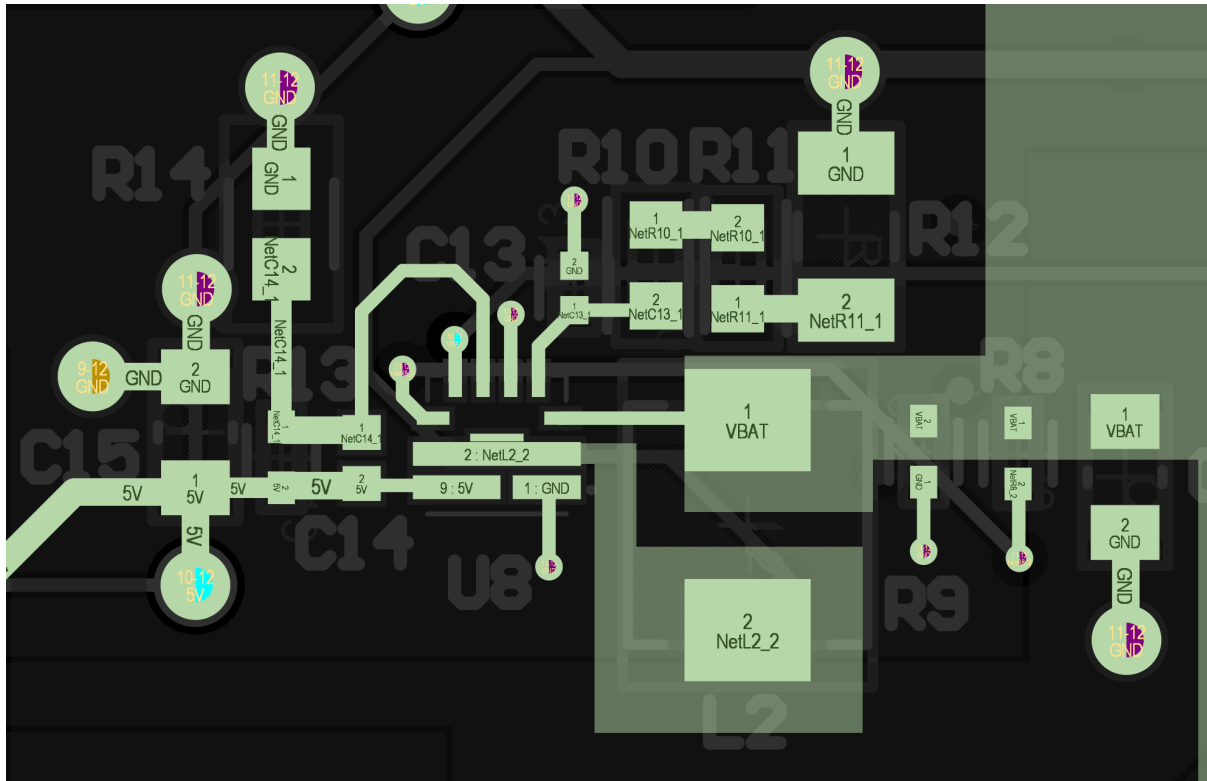 11-12
GND
GND
1
GND
R14
2
NetC14_1
NetC14_1
11-12
GND
GND
2
GND
9-12
GND
GND
R13
C15
1
NetC14_1
1
NetC14_1
1
5V
5V
5V
2
5V
5V
2
5V
5V
10-12
5V
C14
U8
2 : NetL2_2
9 : 5V
1 : GND
C13
2
GND
1
NetC13_1
R10
R11
1
NetR10_1
2
NetR10_1
2
NetC13_1
1
NetR11_1
11-12
GND
GND
1
GND
R12
2
NetR11_1
1
VBAT
2
NetL2_2
L2
R8
2
VBAT
1
GND
R9
1
VBAT
2
NetR8_2
1
VBAT
2
GND
GND
11-12
GND